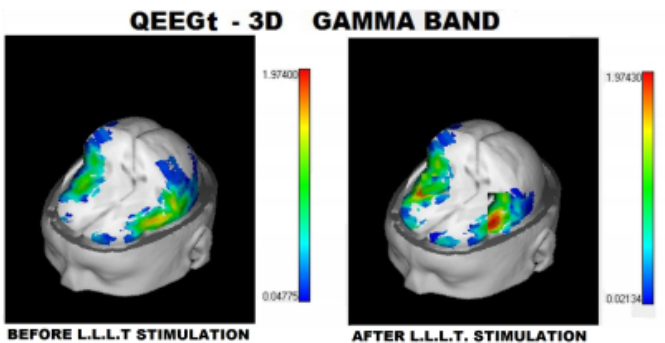 QEEGt - 3D GAMMA BAND
1.97400
0.04775
1.97430
0.02134
BEFORE L.L.L.T STIMULATION
AFTER L.L.L.T. STIMULATION